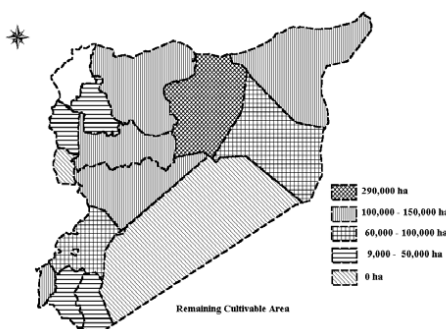 290,000 ha
100,000 - 150,000 ha
60,000 - 100,000 ha
9,000 - 50,000 ha
0 ha
Remaining Cultivable Area